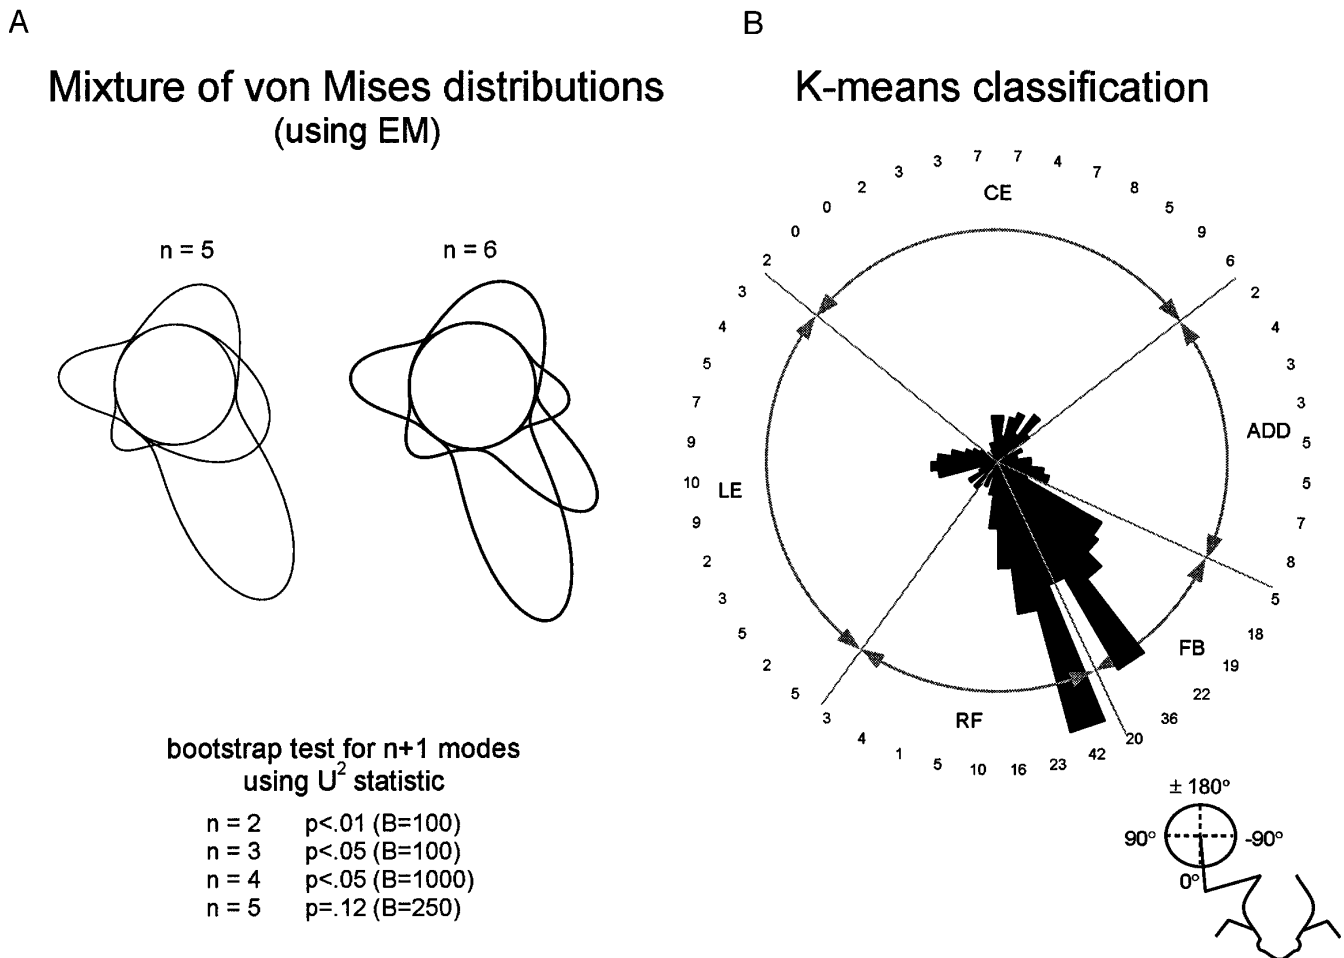 A
B
Mixture of von Mises distributions
(using EM)
K-means classification
n = 5
n = 6
bootstrap test for n+1 modes
using U² statistic
n = 2 p<.01 (B=100)
n = 3 p<.05 (B=100)
n = 4 p<.05 (B=1000)
n = 5 p=.12 (B=250)
CE
ADD
FB
RF
LE
7
4
7
8
5
9
6
2
4
3
3
5
5
7
8
5
18
19
22
36
20
42
23
16
10
5
1
4
3
5
2
5
3
2
9
10
9
7
5
4
3
2
0
0
2
3
3
7
± 180°
90°
-90°
0°